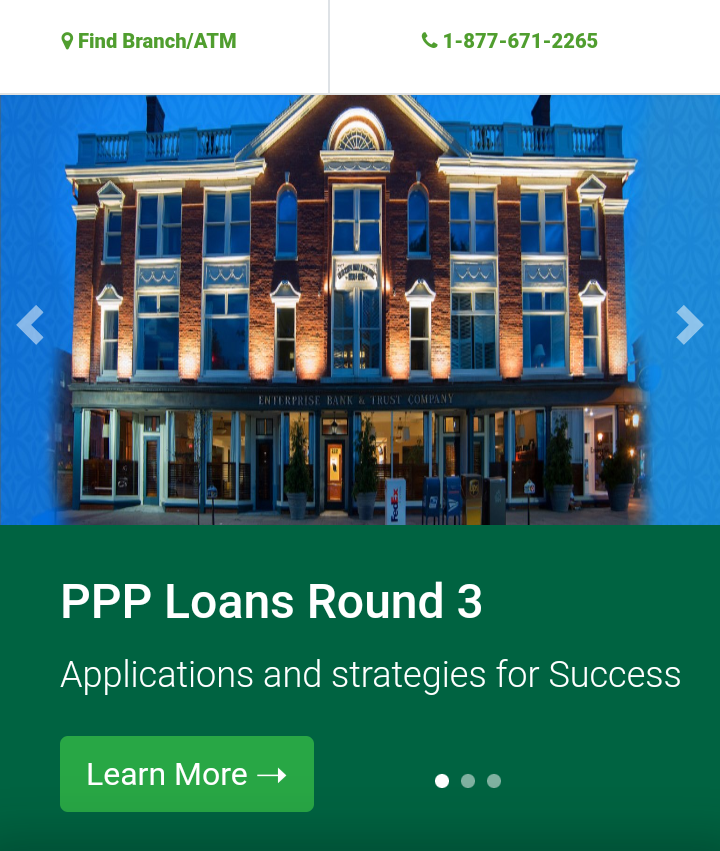 Find Branch/ATM
1-877-671-2265
ENTERPRISE BANK & TRUST COMPANY
FedEx
PPP Loans Round 3
Applications and strategies for Success
Learn More →